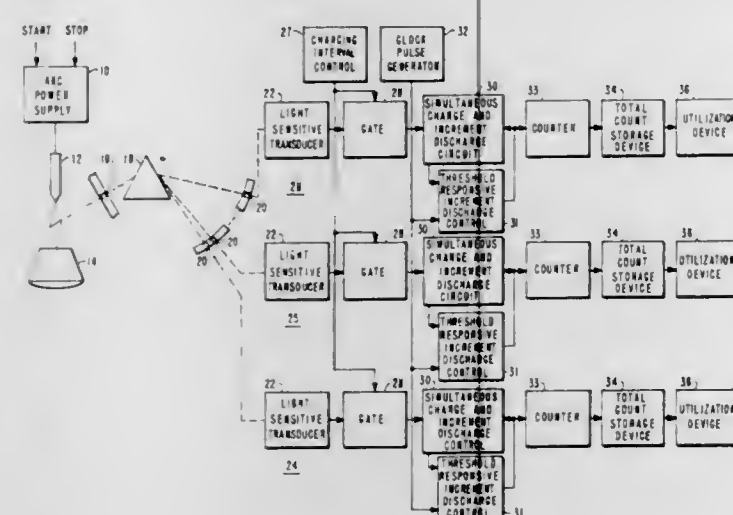 START STOP
10
ARC
POWER
SUPPLY
12
14
18
20
20
20
27
CHARGING
INTERVAL
CONTROL
32
CLOCK
PULSE
GENERATOR
22
LIGHT
SENSITIVE
TRANSDUCER
28
GATE
30
SIMULTANEOUS
CHARGE AND
INCREMENT
DISCHARGE
CIRCUIT
33
COUNTER
34
TOTAL
COUNT
STORAGE
DEVICE
36
UTILIZATION
DEVICE
THRESHOLD
RESPONSIVE
INCREMENT
DISCHARGE
CONTROL
31
22
LIGHT
SENSITIVE
TRANSDUCER
25
GATE
30
SIMULTANEOUS
CHARGE AND
INCREMENT
DISCHARGE
CIRCUIT
33
COUNTER
34
TOTAL
COUNT
STORAGE
DEVICE
36
UTILIZATION
DEVICE
THRESHOLD
RESPONSIVE
INCREMENT
DISCHARGE
CONTROL
31
22
LIGHT
SENSITIVE
TRANSDUCER
24
GATE
30
SIMULTANEOUS
CHARGE AND
INCREMENT
DISCHARGE
CONTROL
33
COUNTER
34
TOTAL
COUNT
STORAGE
DEVICE
36
UTILIZATION
DEVICE
THRESHOLD
RESPONSIVE
INCREMENT
DISCHARGE
CONTROL
31